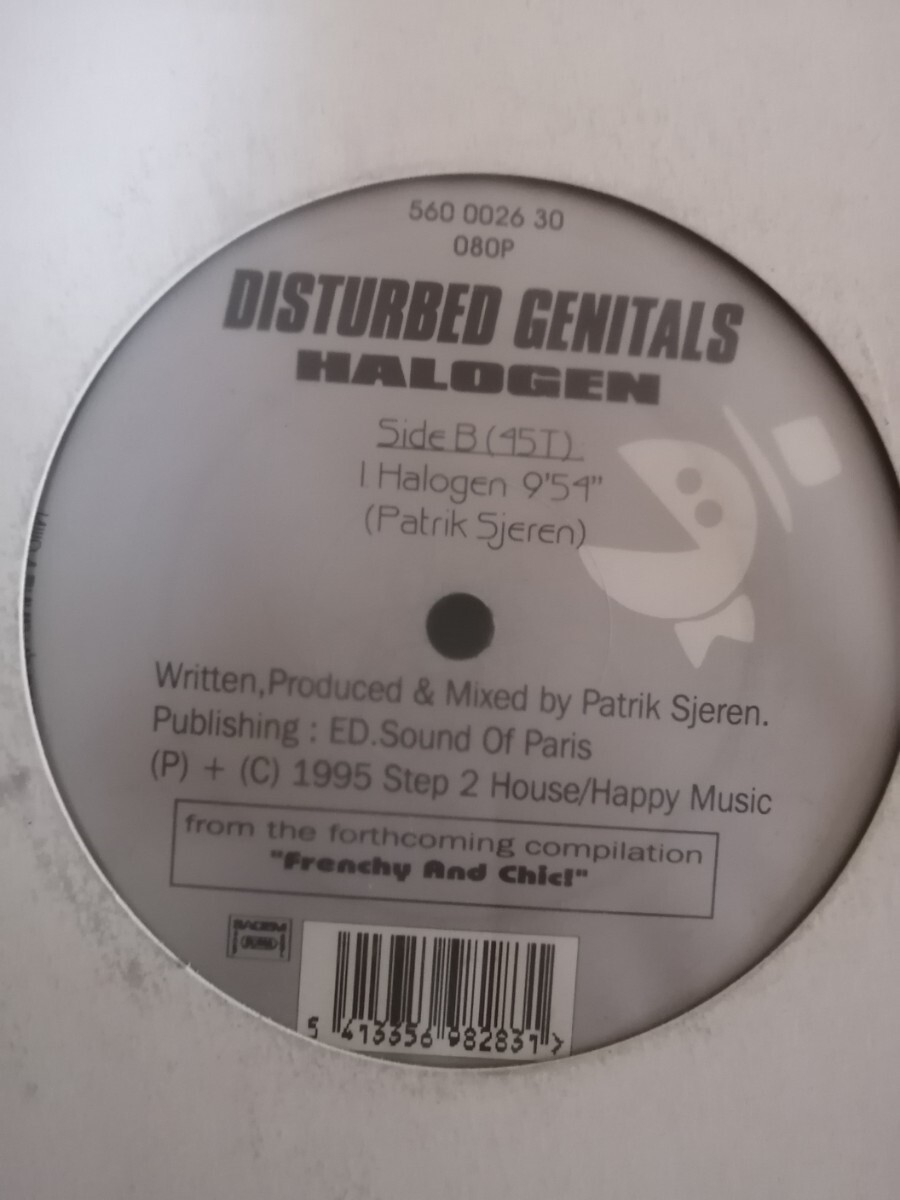 560 0026 30
080P
DISTURBED GENITALS
HALOGEN
Side B (45T)
1 Halogen 9'54"
(Patrik Sjeren)
Written,Produced & Mixed by Patrik Sjeren.
Publishing : ED.Sound Of Paris
(P) + (C) 1995 Step 2 House/Happy Music
from the forthcoming compilation
"Frenchy And Chic!"
SACEM
5 413356 982831 >